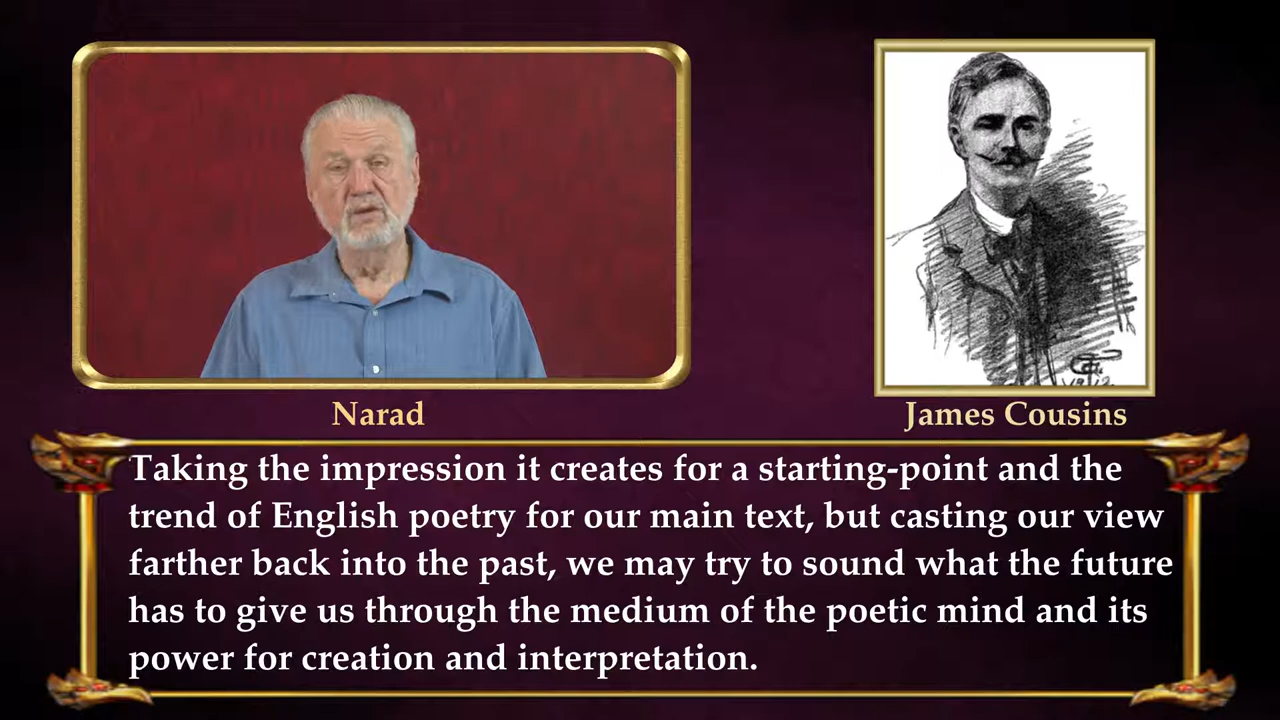 Narad
James Cousins
Taking the impression it creates for a starting-point and the
trend of English poetry for our main text, but casting our view
farther back into the past, we may try to sound what the future
has to give us through the medium of the poetic mind and its
power for creation and interpretation.